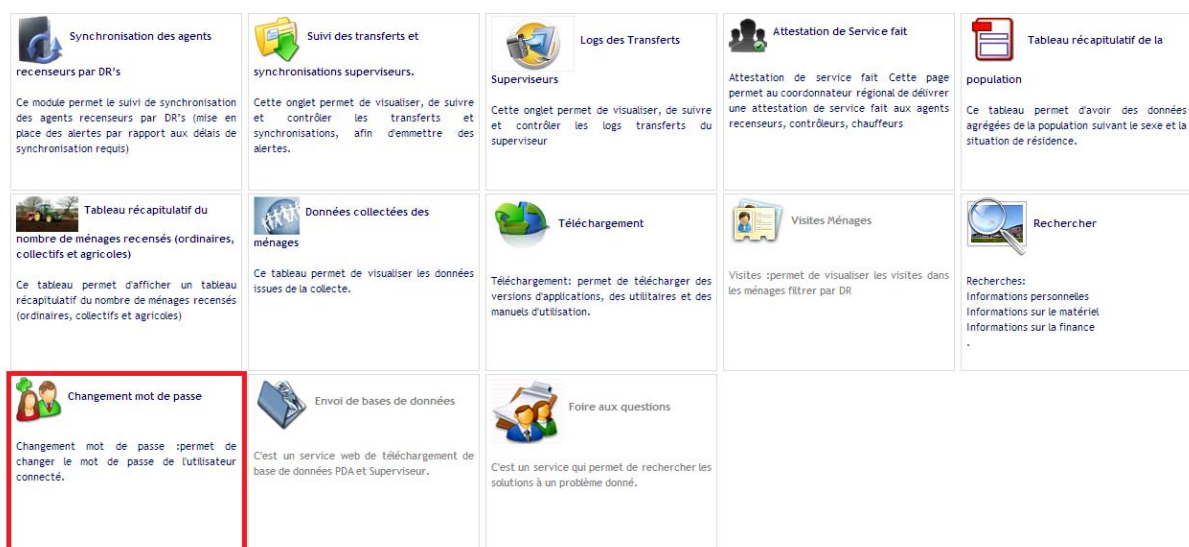 Synchronisation des agents
recenseurs par DR's
Ce module permet le suivi de synchronisation
des agents recenseurs par DR's (mise en
place des alertes par rapport aux délais de
synchronisation requis)
Suivi des transferts et
synchronisations superviseurs.
Cette onglet permet de visualiser, de suivre
et contrôler les transferts et
synchronisations, afin d'emmettre des
alertes.
Logs des Transferts
Superviseurs
Cette onglet permet de visualiser, de suivre
et contrôler les logs transferts du
superviseur
Attestation de Service fait
Attestation de service fait Cette page
permet au coordonnateur régional de délivrer
une attestation de service fait aux agents
recenseurs, contrôleurs, chauffeurs
Tableau récapitulatif de la
population
Ce tableau permet d'avoir des données
agrégées de la population suivant le sexe et la
situation de résidence.
Tableau récapitulatif du
nombre de ménages recensés (ordinaires,
collectifs et agricoles)
Ce tableau permet d'afficher un tableau
récapitulatif du nombre de ménages recensés
(ordinaires, collectifs et agricoles)
Données collectées des
ménages
Ce tableau permet de visualiser les données
issues de la collecte.
Téléchargement
Téléchargement: permet de télécharger des
versions d'applications, des utilitaires et des
manuels d'utilisation.
Visites Ménages
Visites :permet de visualiser les visites dans
les ménages filtrer par DR
Rechercher
Recherches:
Informations personnelles
Informations sur le matériel
Informations sur la finance
.
Changement mot de passe
Changement mot de passe :permet de
changer le mot de passe de l'utilisateur
connecté.
Envoi de bases de données
C'est un service web de téléchargement de
base de données PDA et Superviseur.
Foire aux questions
C'est un service qui permet de rechercher les
solutions à un problème donné.